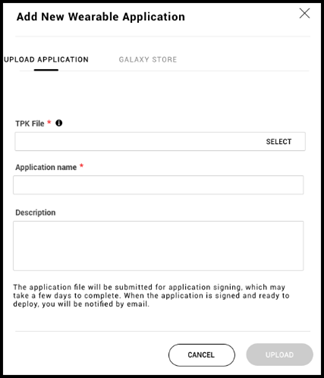 Add New Wearable Application
UPLOAD APPLICATION
GALAXY STORE
TPK File *
SELECT
Application name *
Description
The application file will be submitted for application signing, which may
take a few days to complete. When the application is signed and ready to
deploy, you will be notified by email.
CANCEL
UPLOAD